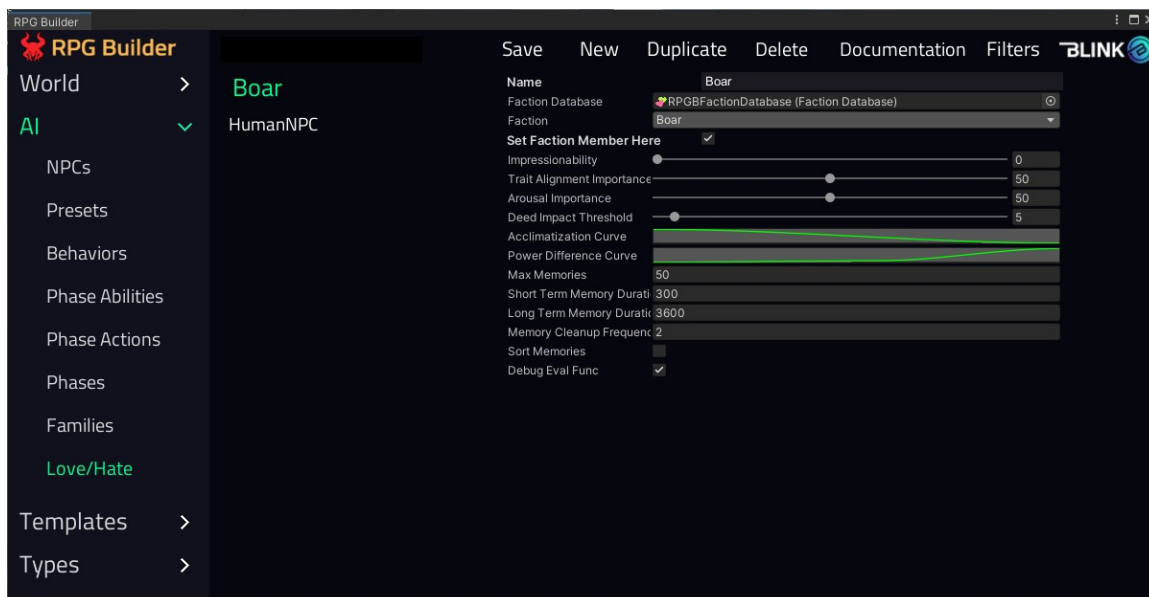 RPG Builder
RPG Builder
Save New Duplicate Delete Documentation Filters BLINK
World
AI
NPCs
Presets
Behaviors
Phase Abilities
Phase Actions
Phases
Families
Love/Hate
Templates
Types
Boar
HumanNPC
Name Boar
Faction Database RPGBFactionDatabase (Faction Database)
Faction Boar
Set Faction Member Here
Impressionability 0
Trait Alignment Importance 50
Arousal Importance 50
Deed Impact Threshold 5
Acclimatization Curve
Power Difference Curve
Max Memories 50
Short Term Memory Durati 300
Long Term Memory Duratic 3600
Memory Cleanup Frequenc 2
Sort Memories
Debug Eval Func